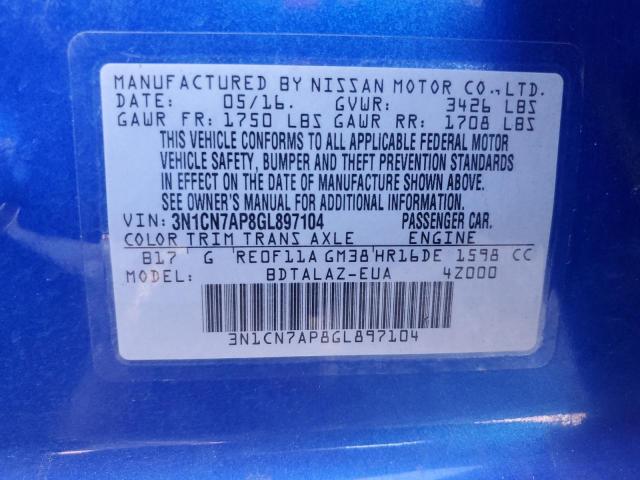 MANUFACTURED BY NISSAN MOTOR CO.,LTD.
DATE: 05/16. GVWR: 3426 LBS
GAWR FR: 1750 LBS GAWR RR: 1708 LBS
THIS VEHICLE CONFORMS TO ALL APPLICABLE FEDERAL MOTOR
VEHICLE SAFETY, BUMPER AND THEFT PREVENTION STANDARDS
IN EFFECT ON THE DATE OF MANUFACTURE SHOWN ABOVE.
SEE OWNER'S MANUAL FOR ADDITIONAL INFORMATION.
VIN: 3N1CN7AP8GL897104 PASSENGER CAR.
COLOR TRIM TRANS AXLE ENGINE
B17 G RE0F11A GM38 HR16DE 1598 CC
MODEL: BDTALAZ-EUA 4Z000
3N1CN7AP8GL897104